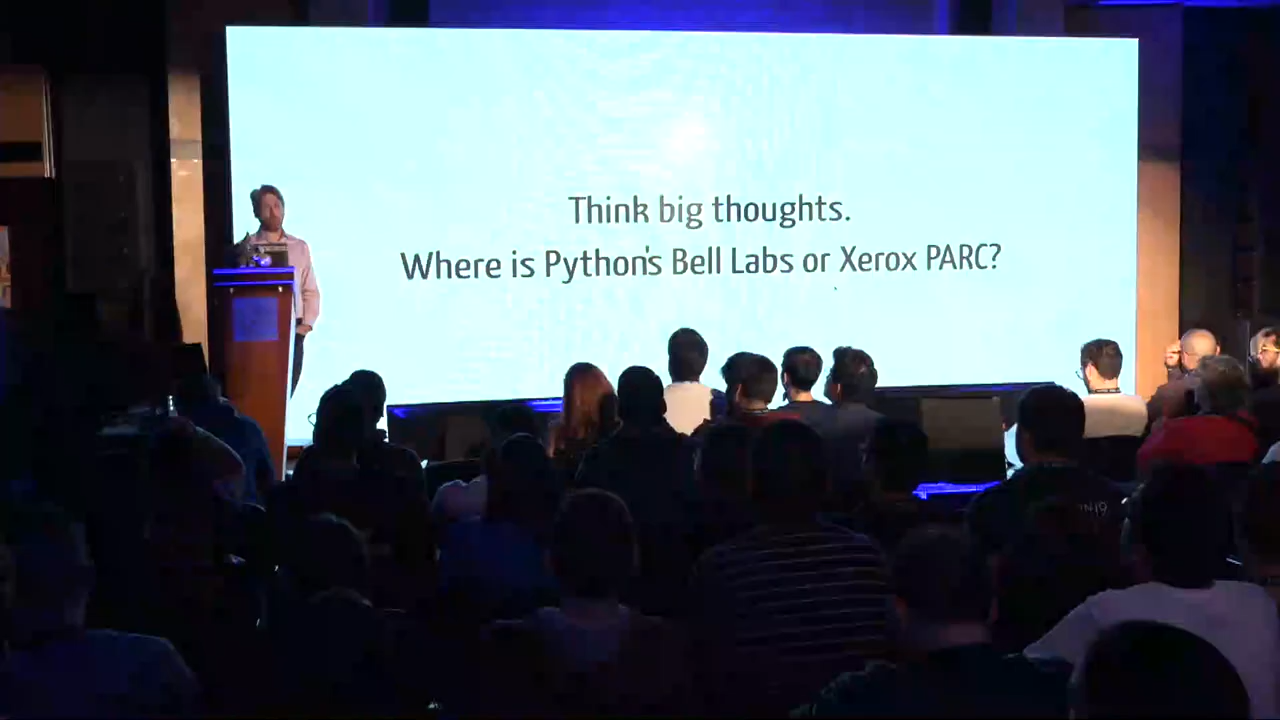 Think big thoughts.
Where is Python's Bell Labs or Xerox PARC?